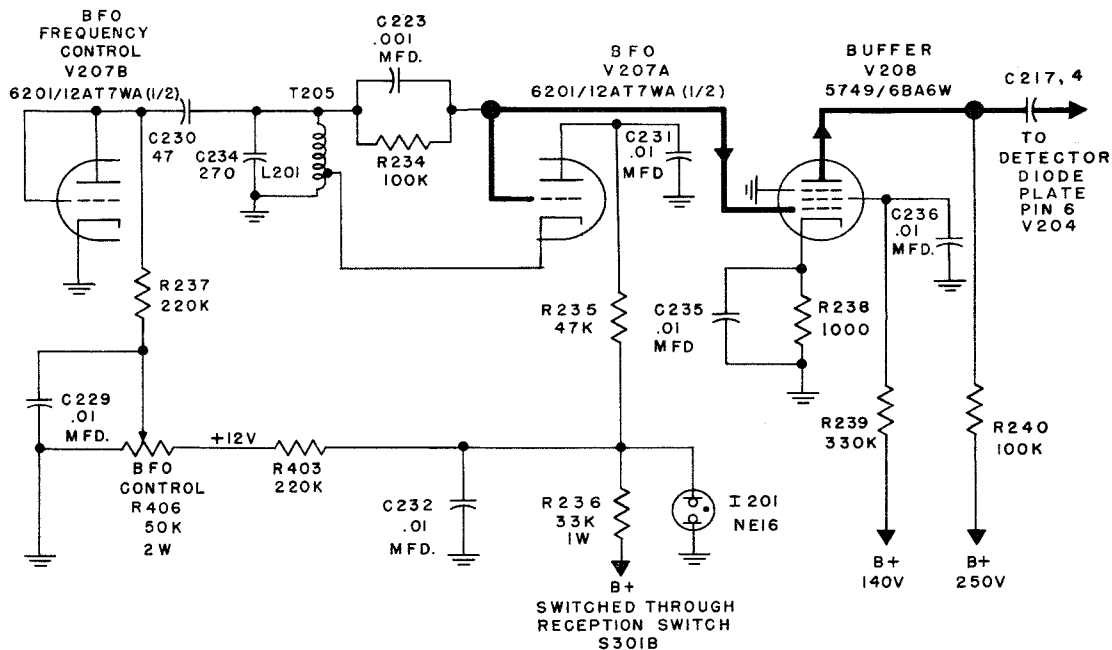 BFO
FREQUENCY
CONTROL
V207B
6201/12AT7WA(1/2)
C223
.001
MFD.
BFO
V207A
6201/12AT7WA(1/2)
BUFFER
V208
5749/6BA6W
C217, 4
TO
DETECTOR
DIODE
PLATE
PIN 6
V204
T205
C230
47
C234
270
L201
R234
100K
C231
.01
MFD
C236
.01
MFD.
R237
220K
R235
47K
C235
.01
MFD
R238
1000
C229
.01
MFD.
+12V
R403
220K
BFO
CONTROL
R406
50K
2W
C232
.01
MFD.
R236
33K
1W
I201
NE16
R239
330K
R240
100K
B+
SWITCHED THROUGH
RECEPTION SWITCH
S301B
B+
140V
B+
250V